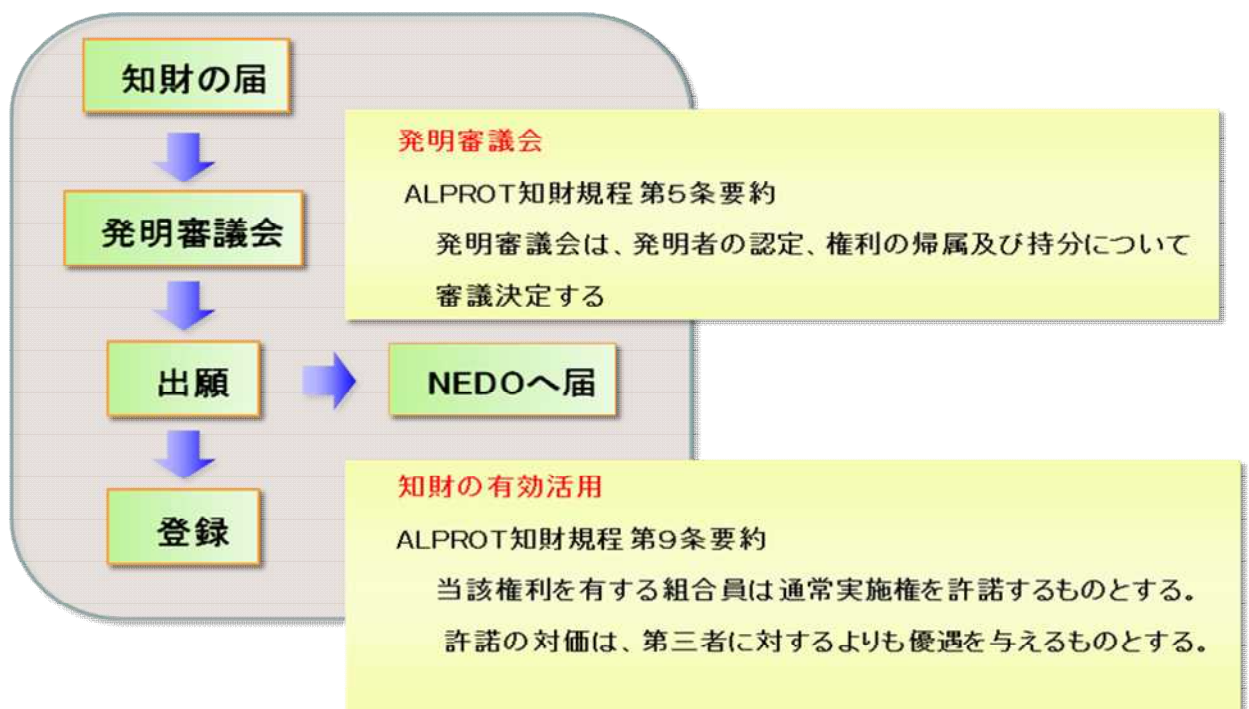 知財の届
発明審議会
出願
NEDOへ届
登録
発明審議会
ALPROT知財規程 第5条要約
発明審議会は、発明者の認定、権利の帰属及び持分について
審議決定する
知財の有効活用
ALPROT知財規程 第9条要約
当該権利を有する組合員は通常実施権を許諾するものとする。
許諾の対価は、第三者に対するよりも優遇を与えるものとする。